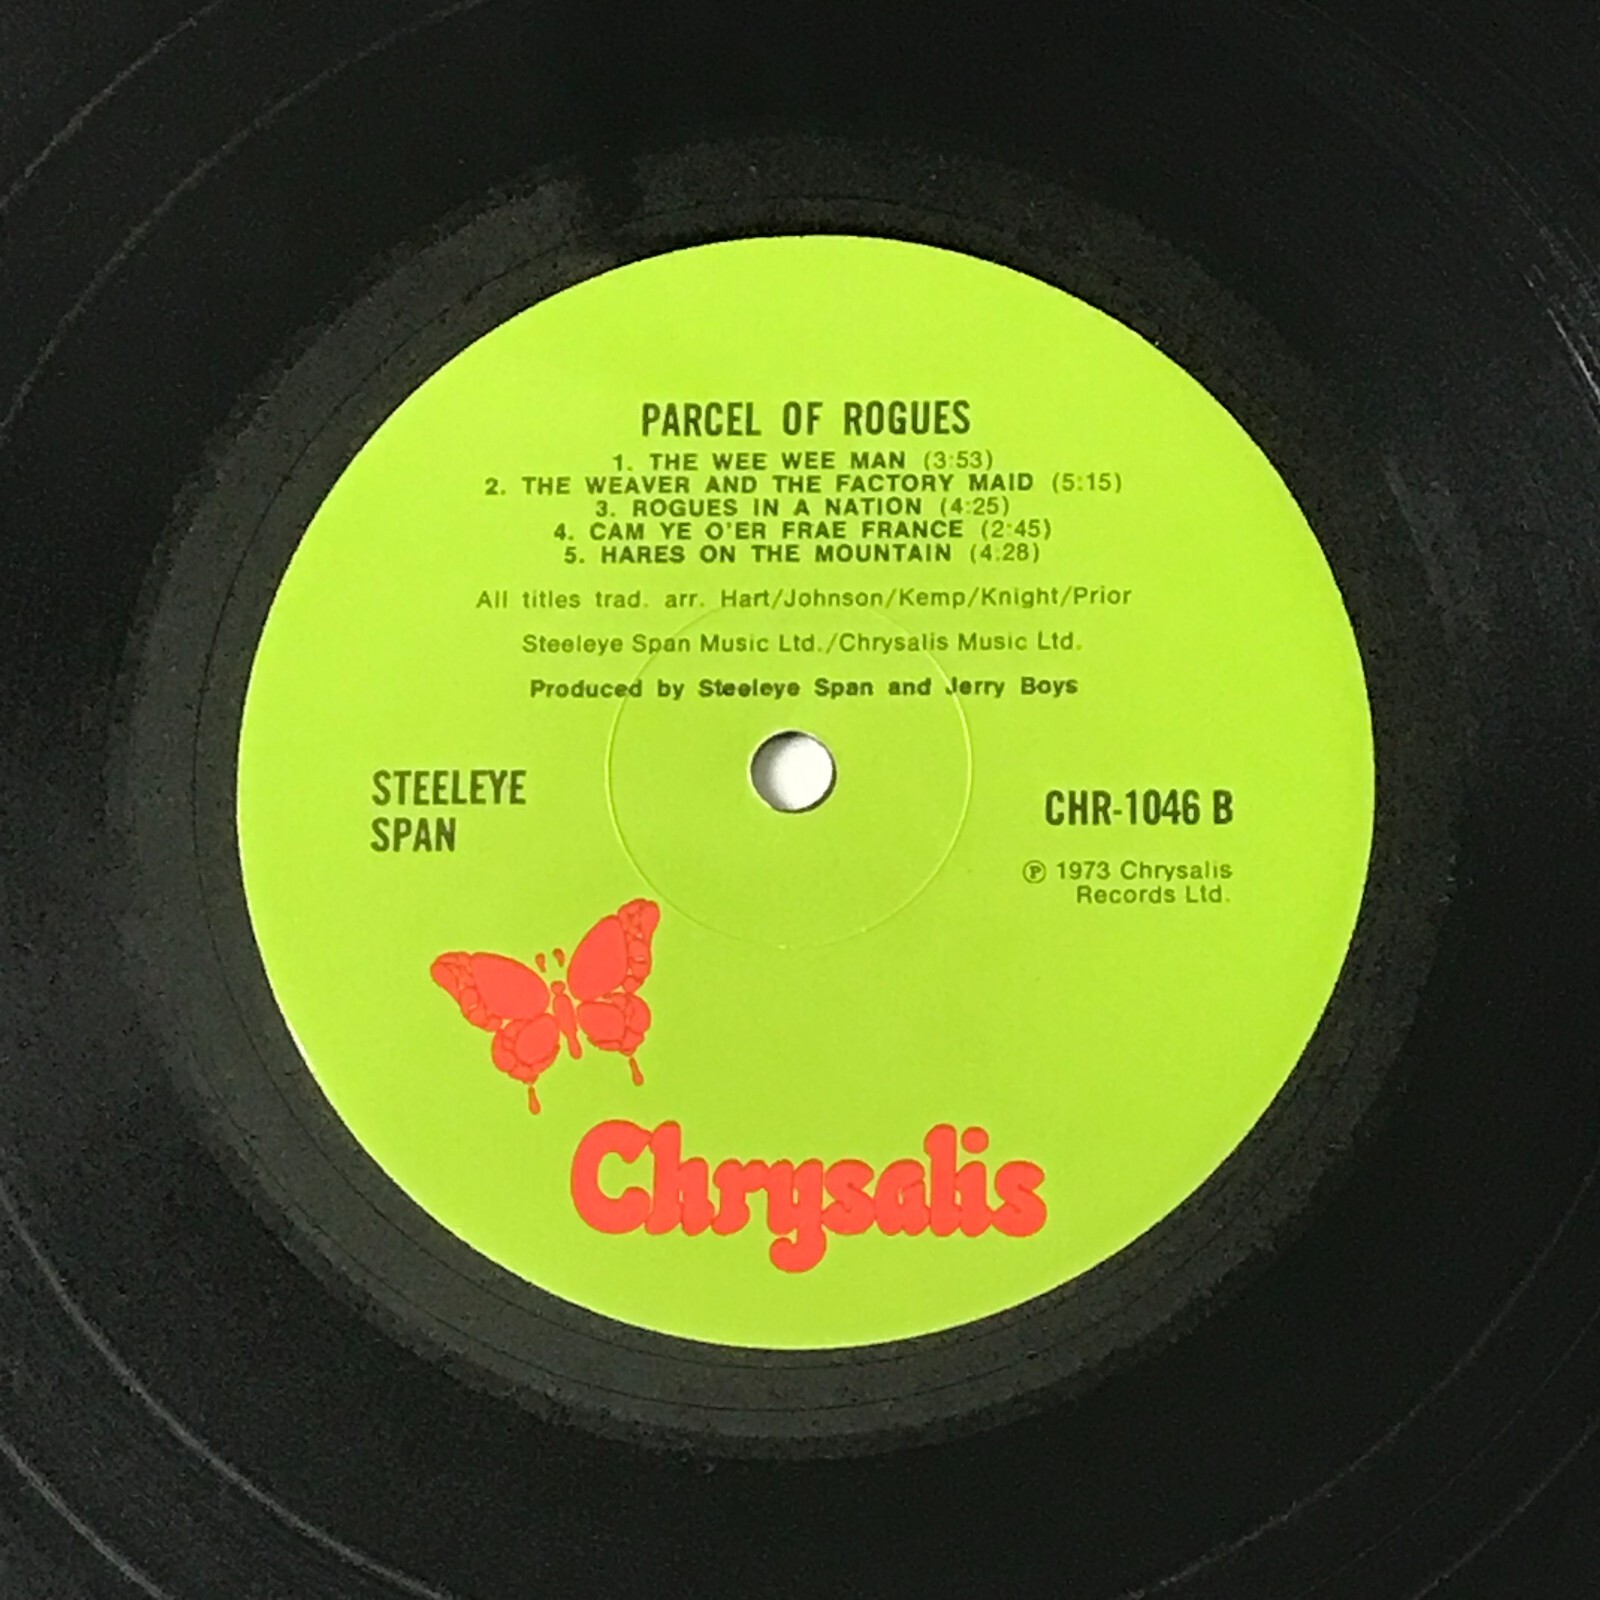 PARCEL OF ROGUES
1. THE WEE WEE MAN (3:53)
2. THE WEAVER AND THE FACTORY MAID (5:15)
3. ROGUES IN A NATION (4:25)
4. CAM YE O'ER FRAE FRANCE (2:45)
5. HARES ON THE MOUNTAIN (4:28)
All titles trad. arr. Hart/Johnson/Kemp/Knight/Prior
Steeleye Span Music Ltd./Chrysalis Music Ltd.
Produced by Steeleye Span and Jerry Boys
STEELEYE
SPAN
CHR-1046 B
℗ 1973 Chrysalis
Records Ltd.
Chrysalis